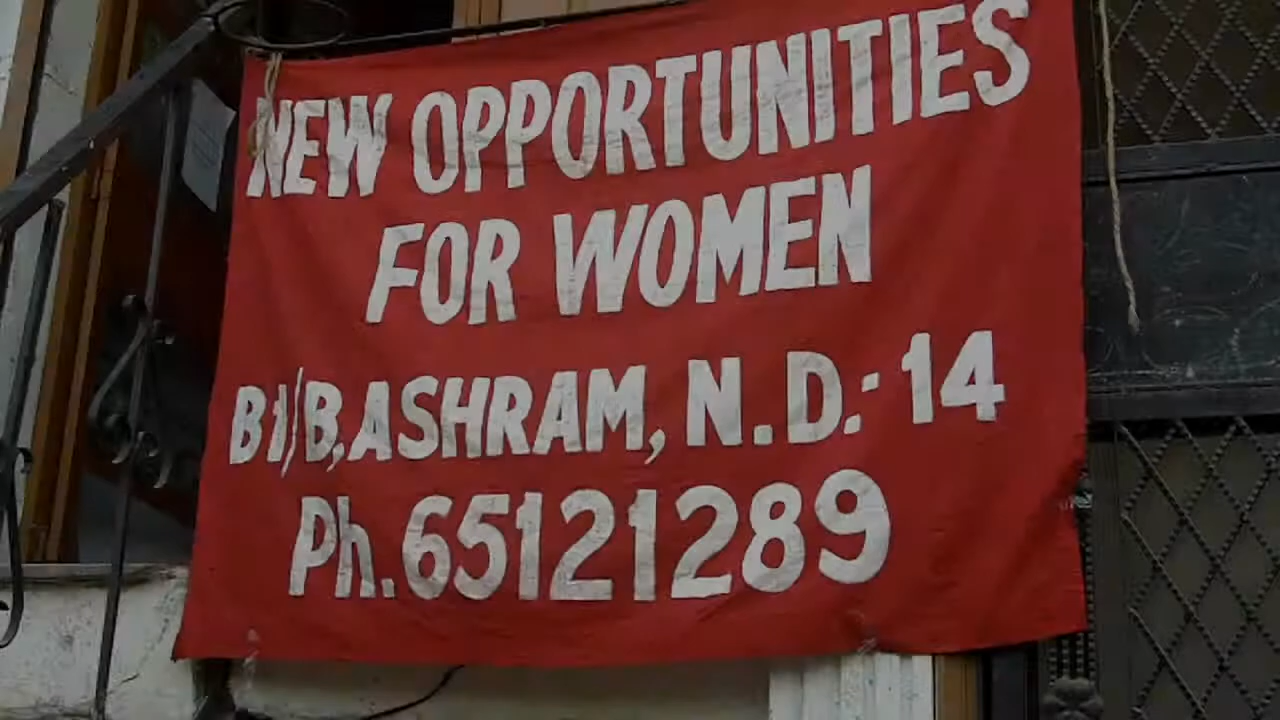 NEW OPPORTUNITIES
FOR WOMEN
B1/B, ASHRAM, N.D.:- 14
Ph. 65121289